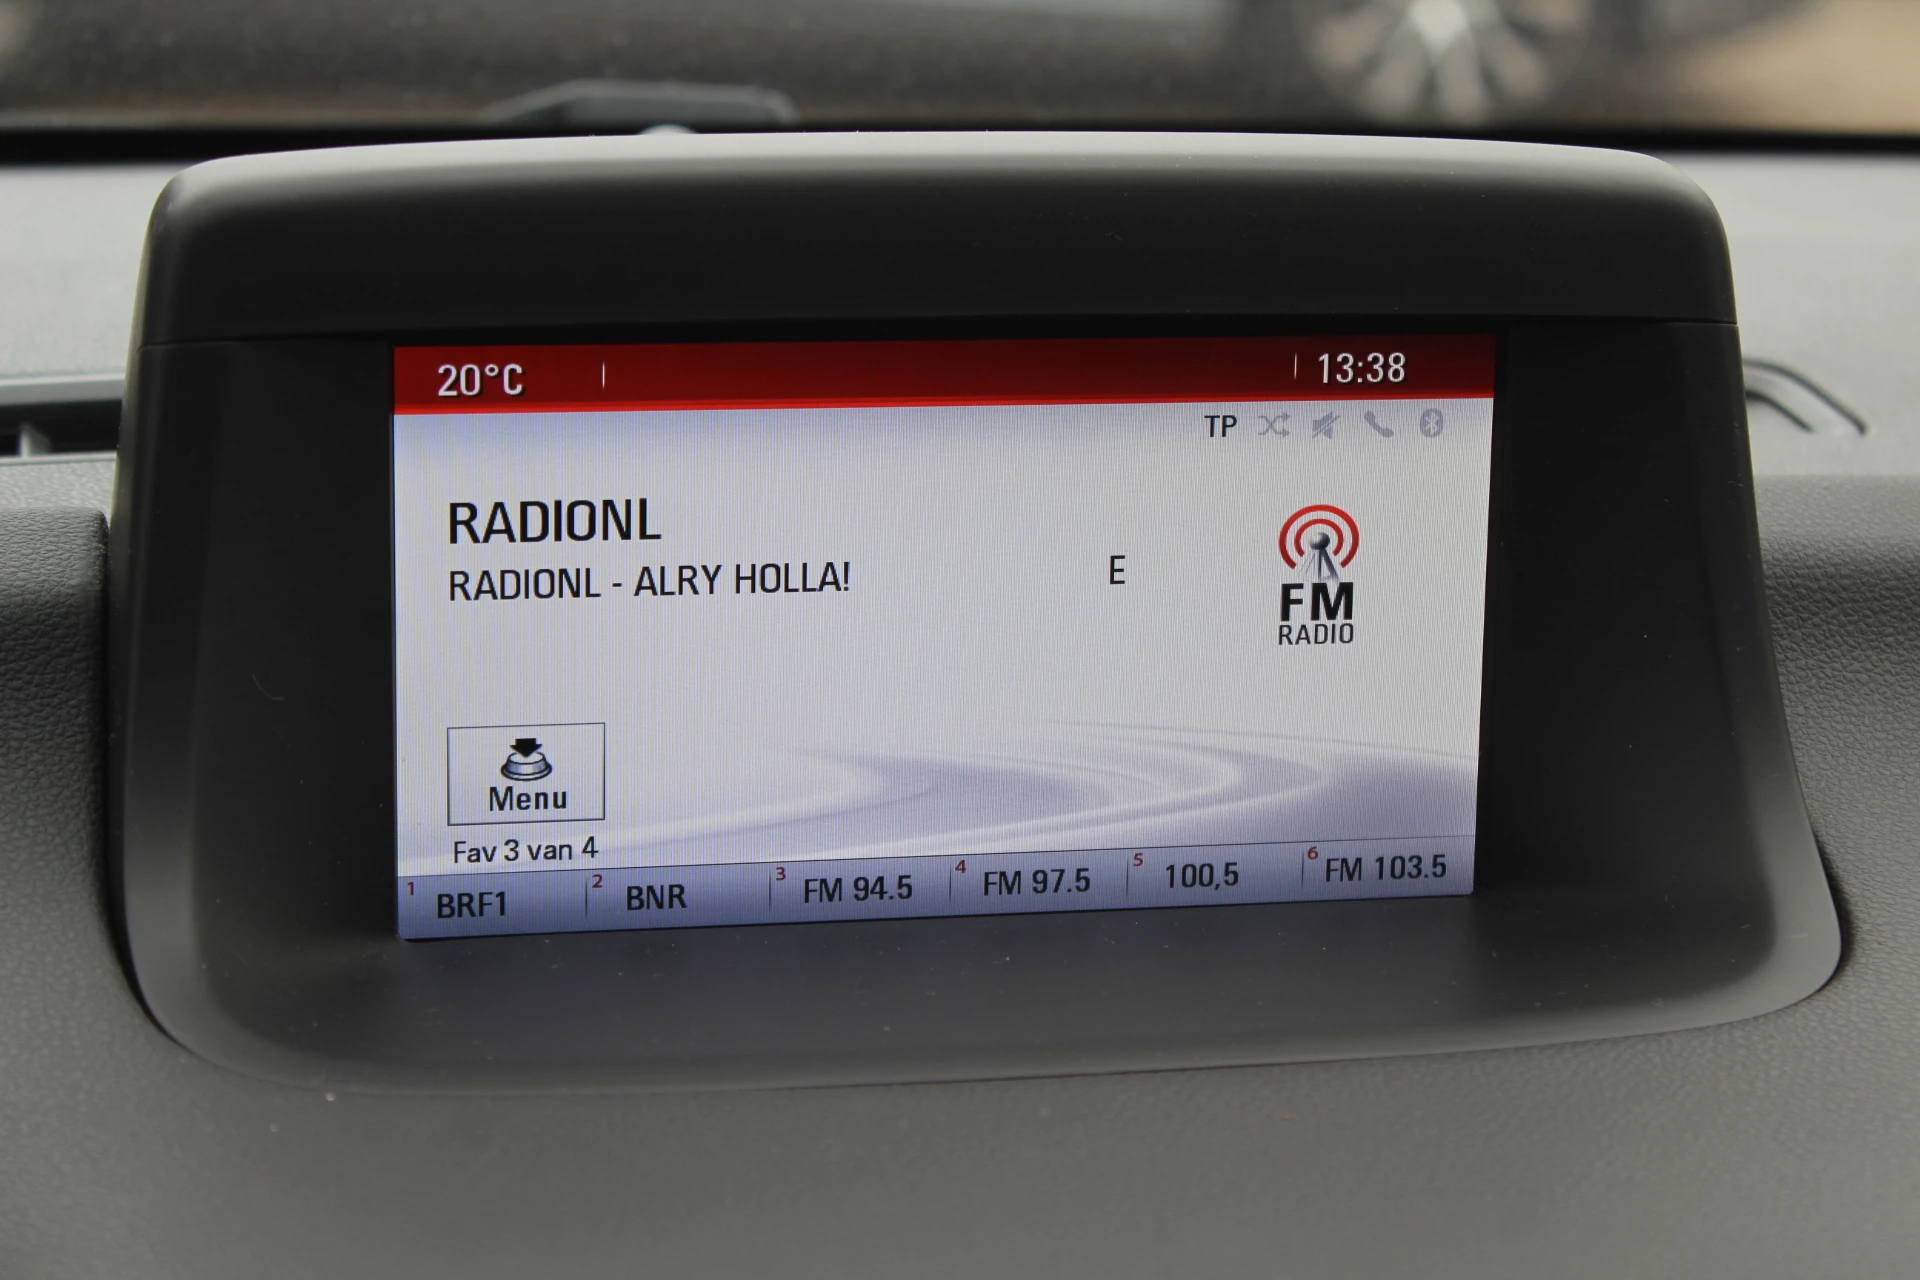 20°C 13:38
TP
RADIONL
RADIONL - ALRY HOLLA! E
FM
RADIO
Menu
Fav 3 van 4
1 BRF1 2 BNR 3 FM 94.5 4 FM 97.5 5 100,5 6 FM 103.5